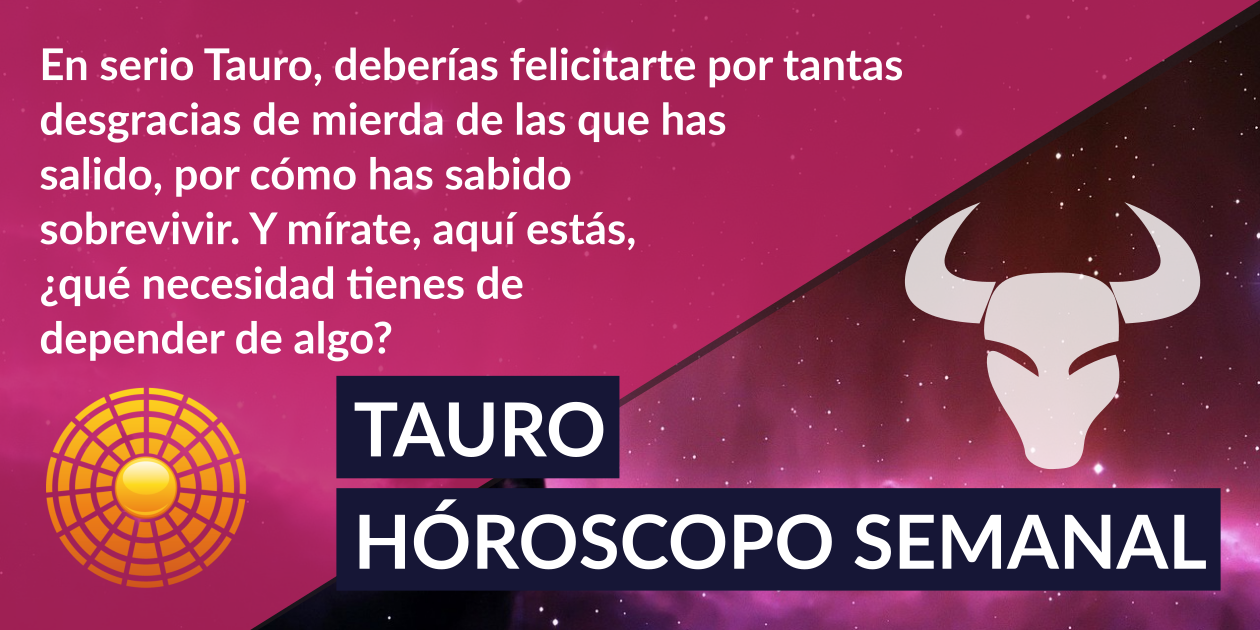 En serio Tauro, deberías felicitarte por tantas
desgracias de mierda de las que has
salido, por cómo has sabido
sobrevivir. Y mírate, aquí estás,
¿qué necesidad tienes de
depender de algo?
TAURO
HÓROSCOPO SEMANAL